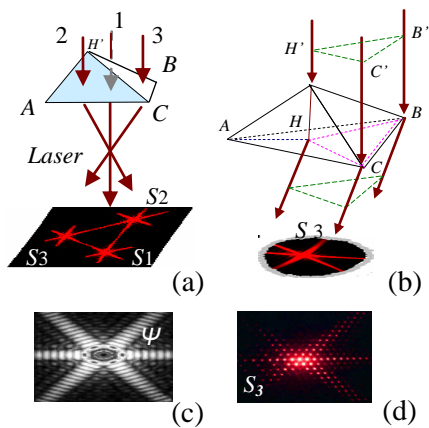 2 H' 1 3
B
A C
Laser
S2
S3 S1
(a)
B'
H'
C'
A H B
C
S 3
(b)
Ψ
(c)
S3
(d)